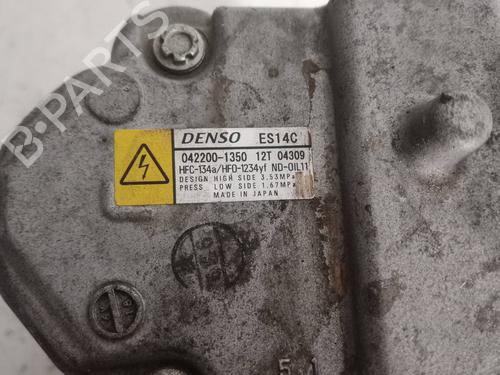 B-PARTS
DENSO ES14C
042200-1350 12T 04309
HFC-134a/HFO-1234yf ND-OIL11
DESIGN HIGH SIDE 3.53MPa
PRESS LOW SIDE 1.67MPa
MADE IN JAPAN